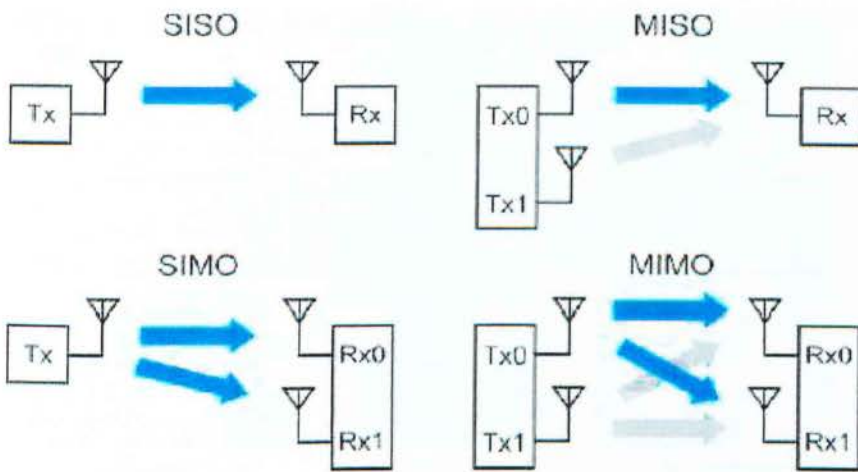 SISO
MISO
Tx
Rx
Tx0
Rx
Tx1
SIMO
MIMO
Tx
Rx0
Tx0
Rx0
Rx1
Tx1
Rx1